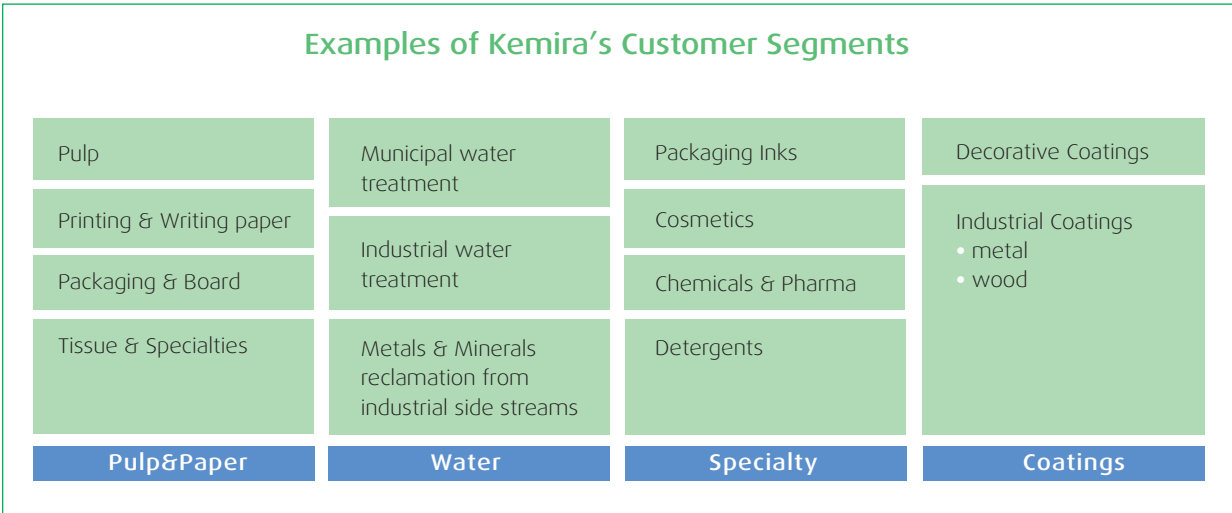 Examples of Kemira's Customer Segments
Pulp
Printing & Writing paper
Packaging & Board
Tissue & Specialties
Pulp&Paper
Municipal water
treatment
Industrial water
treatment
Metals & Minerals
reclamation from
industrial side streams
Water
Packaging Inks
Cosmetics
Chemicals & Pharma
Detergents
Specialty
Decorative Coatings
Industrial Coatings
• metal
• wood
Coatings